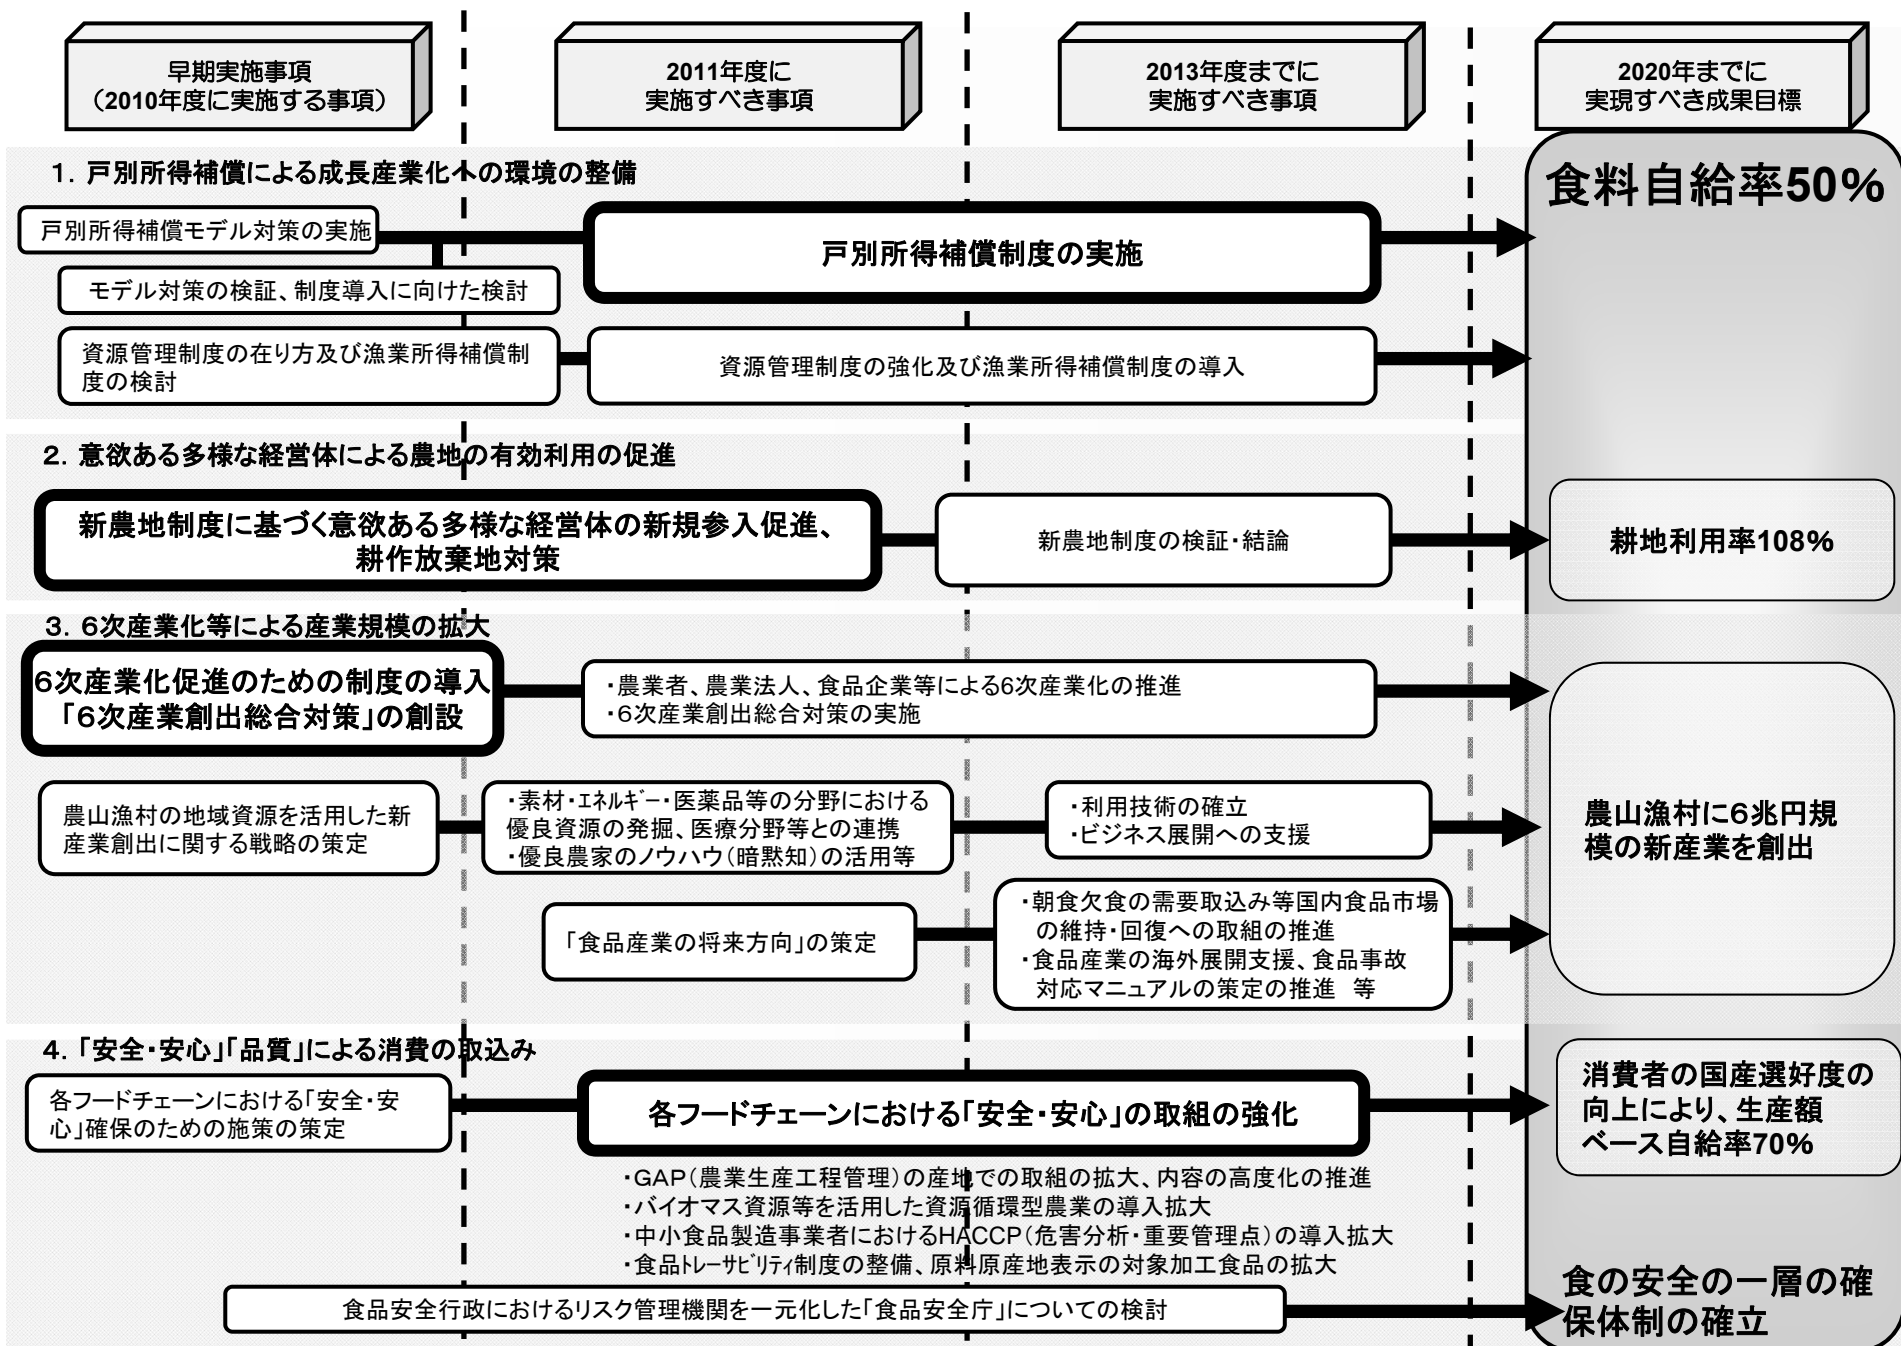 早期実施事項
（2010年度に実施する事項）
2011年度に
実施すべき事項
2013年度までに
実施すべき事項
2020年までに
実現すべき成果目標
1．戸別所得補償による成長産業化への環境の整備
食料自給率50%
戸別所得補償モデル対策の実施
戸別所得補償制度の実施
モデル対策の検証、制度導入に向けた検討
資源管理制度の在り方及び漁業所得補償制
度の検討
資源管理制度の強化及び漁業所得補償制度の導入
2．意欲ある多様な経営体による農地の有効利用の促進
新農地制度に基づく意欲ある多様な経営体の新規参入促進、
耕作放棄地対策
新農地制度の検証・結論
耕地利用率108%
3．6次産業化等による産業規模の拡大
6次産業化促進のための制度の導入
「6次産業創出総合対策」の創設
・農業者、農業法人、食品企業等による6次産業化の推進
・6次産業創出総合対策の実施
農山漁村の地域資源を活用した新
産業創出に関する戦略の策定
・素材・エネルギー・医薬品等の分野における
優良資源の発掘、医療分野等との連携
・優良農家のノウハウ（暗黙知）の活用等
・利用技術の確立
・ビジネス展開への支援
農山漁村に6兆円規
模の新産業を創出
「食品産業の将来方向」の策定
・朝食欠食の需要取込み等国内食品市場
の維持・回復への取組の推進
・食品産業の海外展開支援、食品事故
対応マニュアルの策定の推進　等
4．「安全・安心」「品質」による消費の取込み
各フードチェーンにおける「安全・安
心」確保のための施策の策定
各フードチェーンにおける「安全・安心」の取組の強化
消費者の国産選好度の
向上により、生産額
ベース自給率70%
・GAP（農業生産工程管理）の産地での取組の拡大、内容の高度化の推進
・バイオマス資源等を活用した資源循環型農業の導入拡大
・中小食品製造事業者におけるHACCP（危害分析・重要管理点）の導入拡大
・食品トレーサビリティ制度の整備、原料原産地表示の対象加工食品の拡大
食品安全行政におけるリスク管理機関を一元化した「食品安全庁」についての検討
食の安全の一層の確
保体制の確立